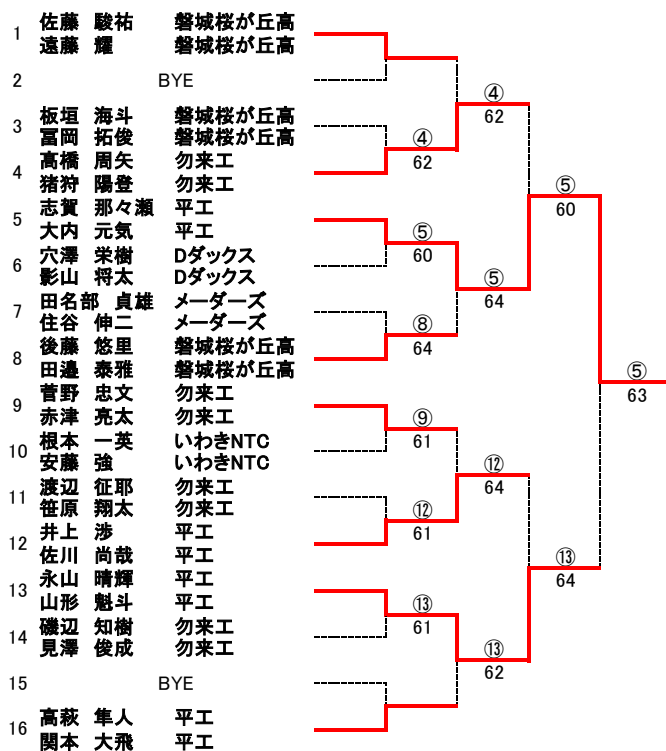 1 佐藤 駿祐 磐城桜が丘高
遠藤 耀 磐城桜が丘高
2 BYE
3 板垣 海斗 磐城桜が丘高
冨岡 拓俊 磐城桜が丘高
4 高橋 周矢 勿来工
猪狩 陽登 勿来工
5 志賀 那々瀬 平工
大内 元気 平工
6 穴澤 栄樹 Dダックス
影山 将太 Dダックス
7 田名部 貞雄 メーダーズ
住谷 伸二 メーダーズ
8 後藤 悠里 磐城桜が丘高
田邉 泰雅 磐城桜が丘高
9 菅野 忠文 勿来工
赤津 亮太 勿来工
10 根本 一英 いわきNTC
安藤 強 いわきNTC
11 渡辺 征耶 勿来工
笹原 翔太 勿来工
12 井上 渉 平工
佐川 尚哉 平工
13 永山 晴輝 平工
山形 魁斗 平工
14 磯辺 知樹 勿来工
見澤 俊成 勿来工
15 BYE
16 高萩 隼人 平工
関本 大飛 平工
④
62
⑤
60
⑧
64
⑨
61
⑫
61
⑬
61
④
62
⑤
64
⑫
64
⑬
62
⑤
60
⑬
64
⑤
63